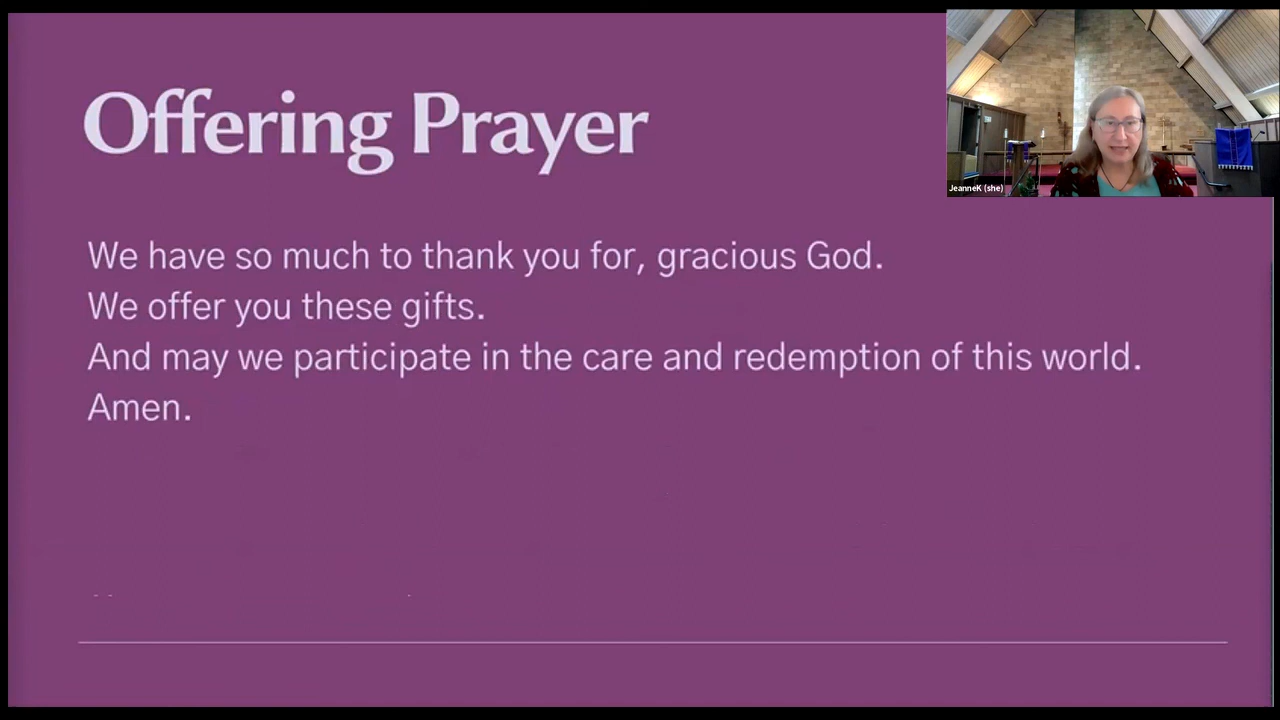 Offering Prayer
We have so much to thank you for, gracious God.
We offer you these gifts.
And may we participate in the care and redemption of this world.
Amen.
JeanneK (she)